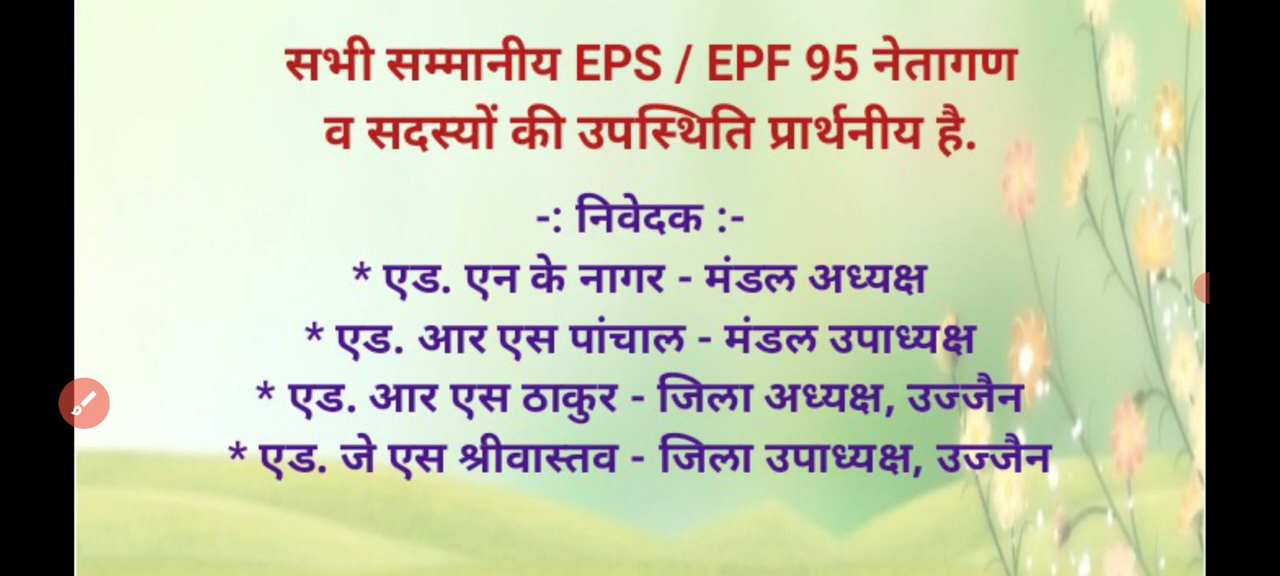 सभी सम्मानीय EPS / EPF 95 नेतागण
व सदस्यों की उपस्थिति प्रार्थनीय है.
-: निवेदक :-
* एड. एन के नागर - मंडल अध्यक्ष
* एड. आर एस पांचाल - मंडल उपाध्यक्ष
* एड. आर एस ठाकुर - जिला अध्यक्ष, उज्जैन
* एड. जे एस श्रीवास्तव - जिला उपाध्यक्ष, उज्जैन